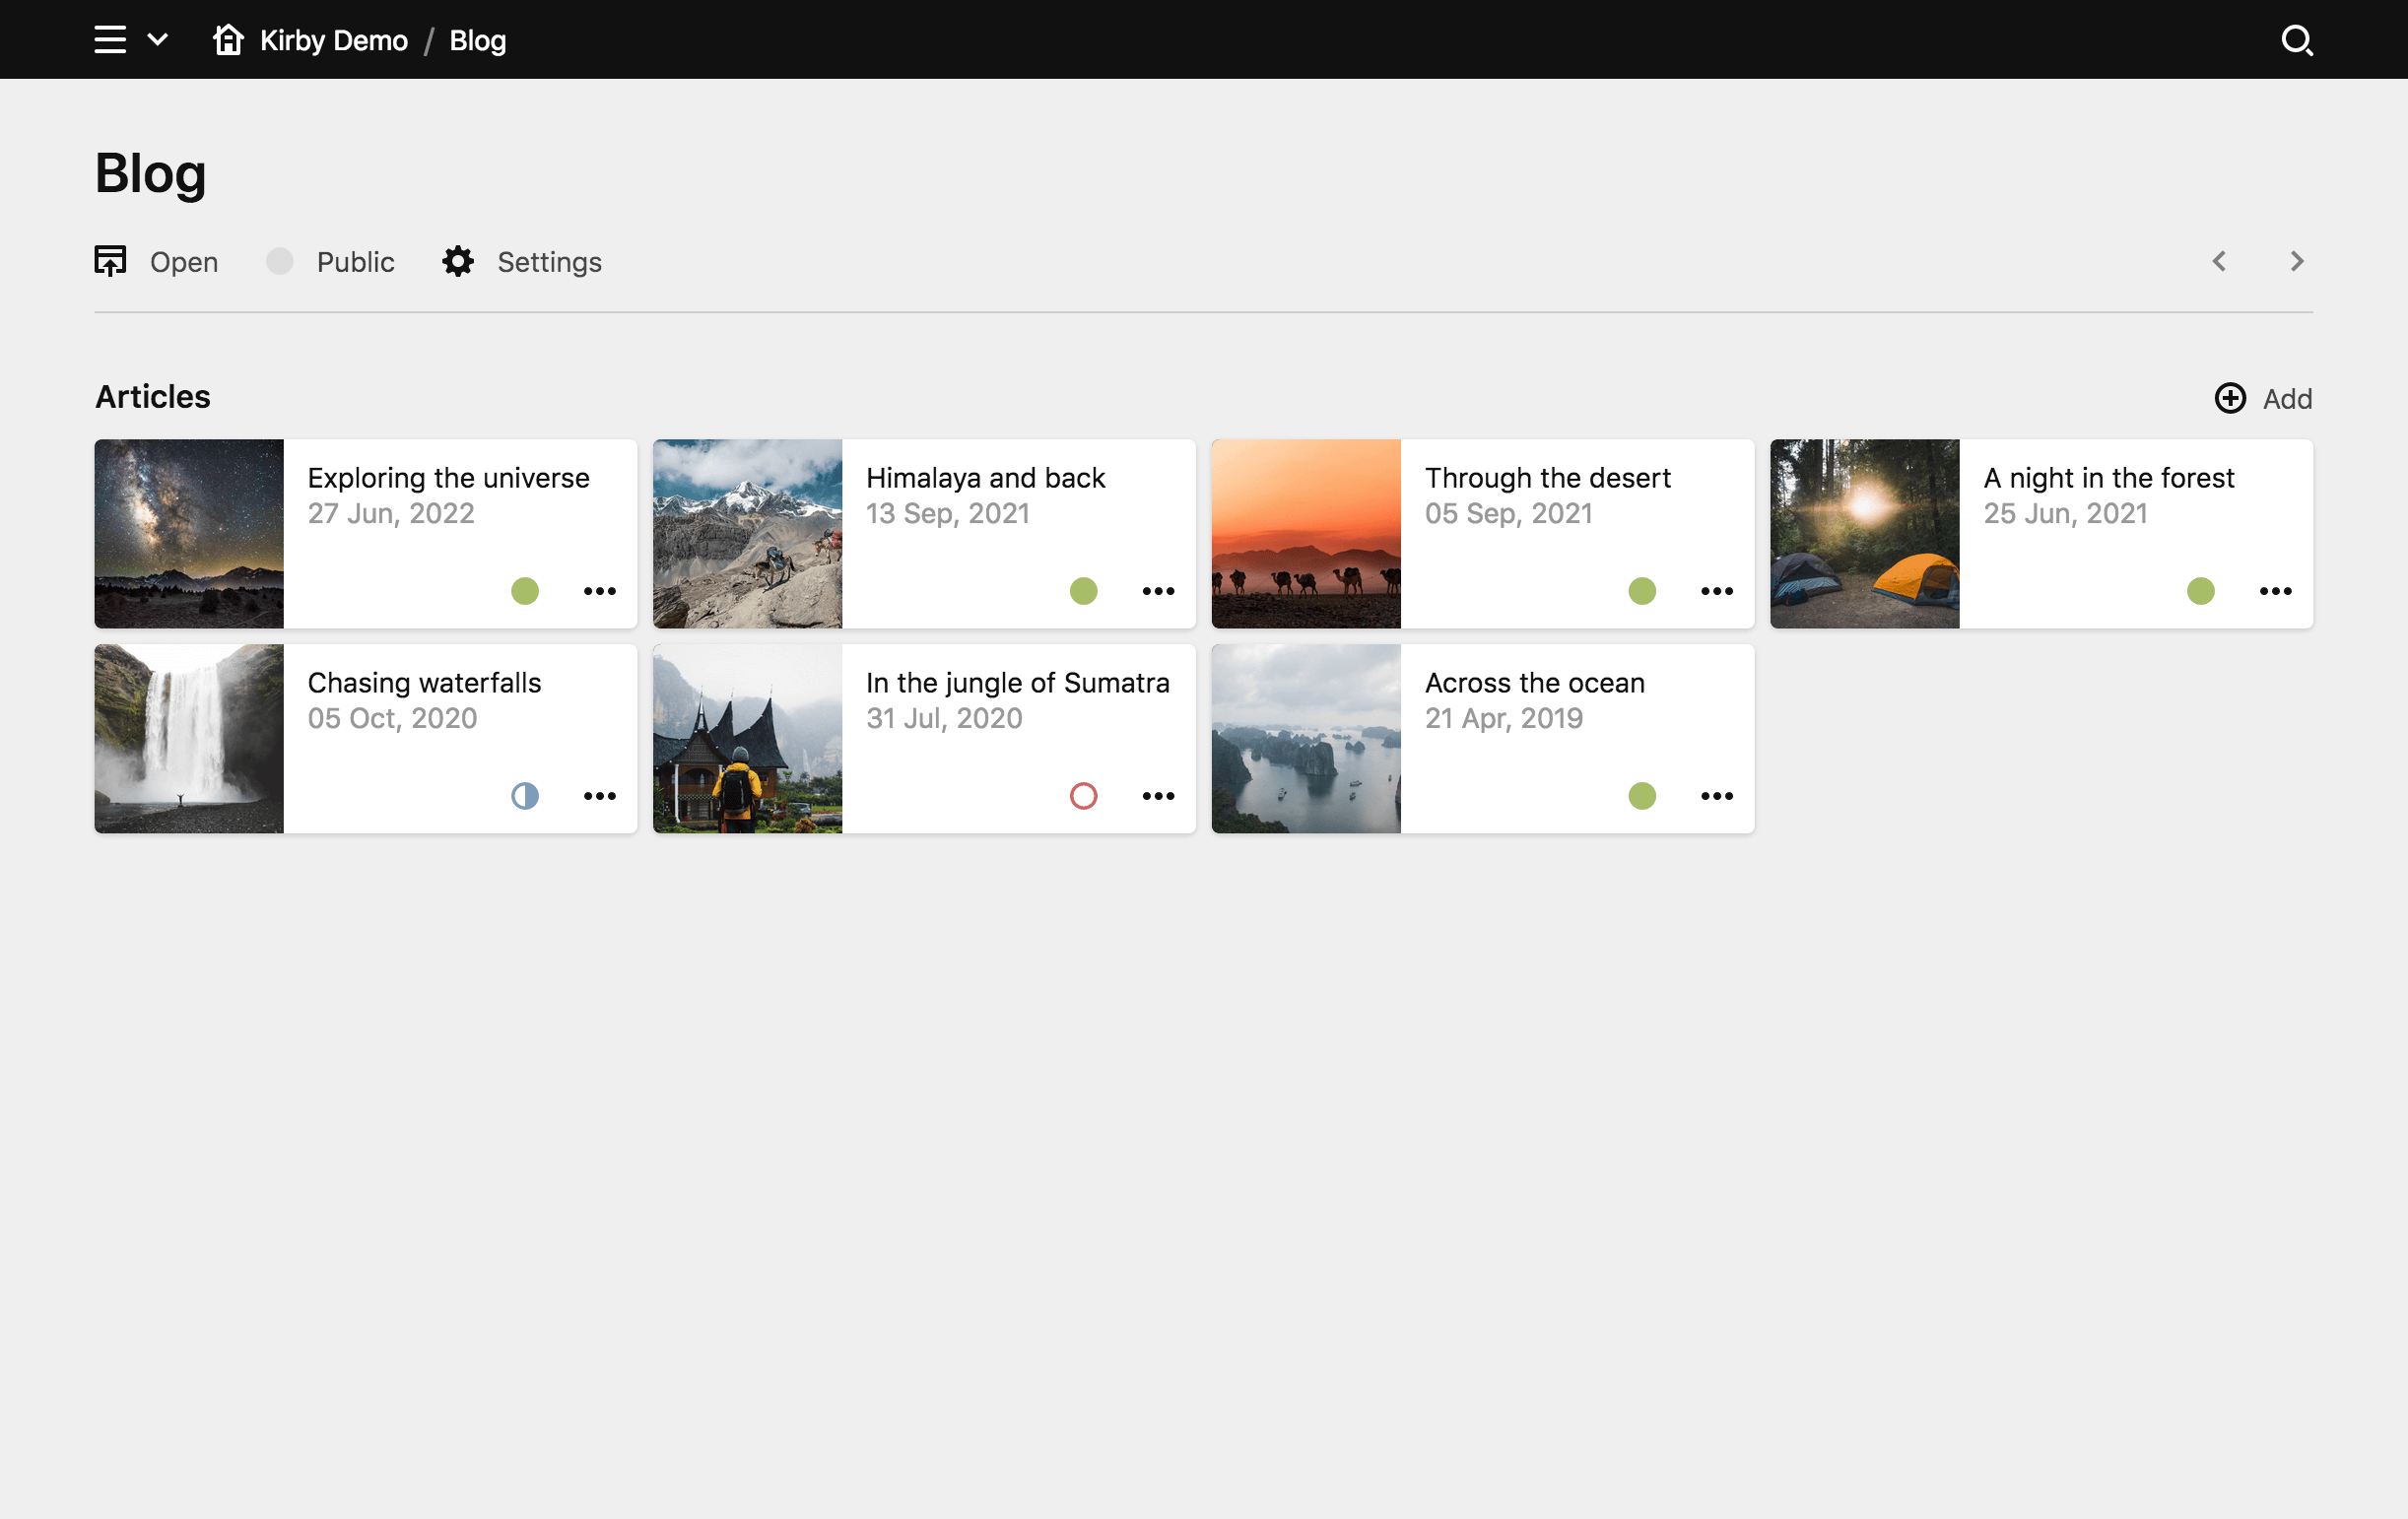 Kirby Demo / Blog
Blog
Open Public Settings
Articles
Add
Exploring the universe
27 Jun, 2022
Himalaya and back
13 Sep, 2021
Through the desert
05 Sep, 2021
A night in the forest
25 Jun, 2021
Chasing waterfalls
05 Oct, 2020
In the jungle of Sumatra
31 Jul, 2020
Across the ocean
21 Apr, 2019